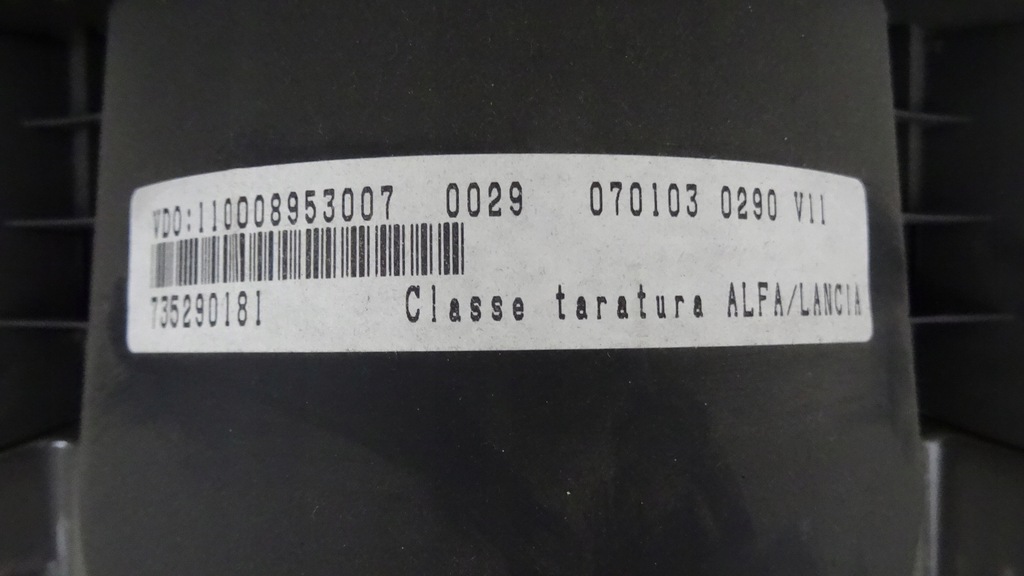 VDO:110008953007 0029 070103 0290 V11
735290181 Classe taratura ALFA/LANCIA